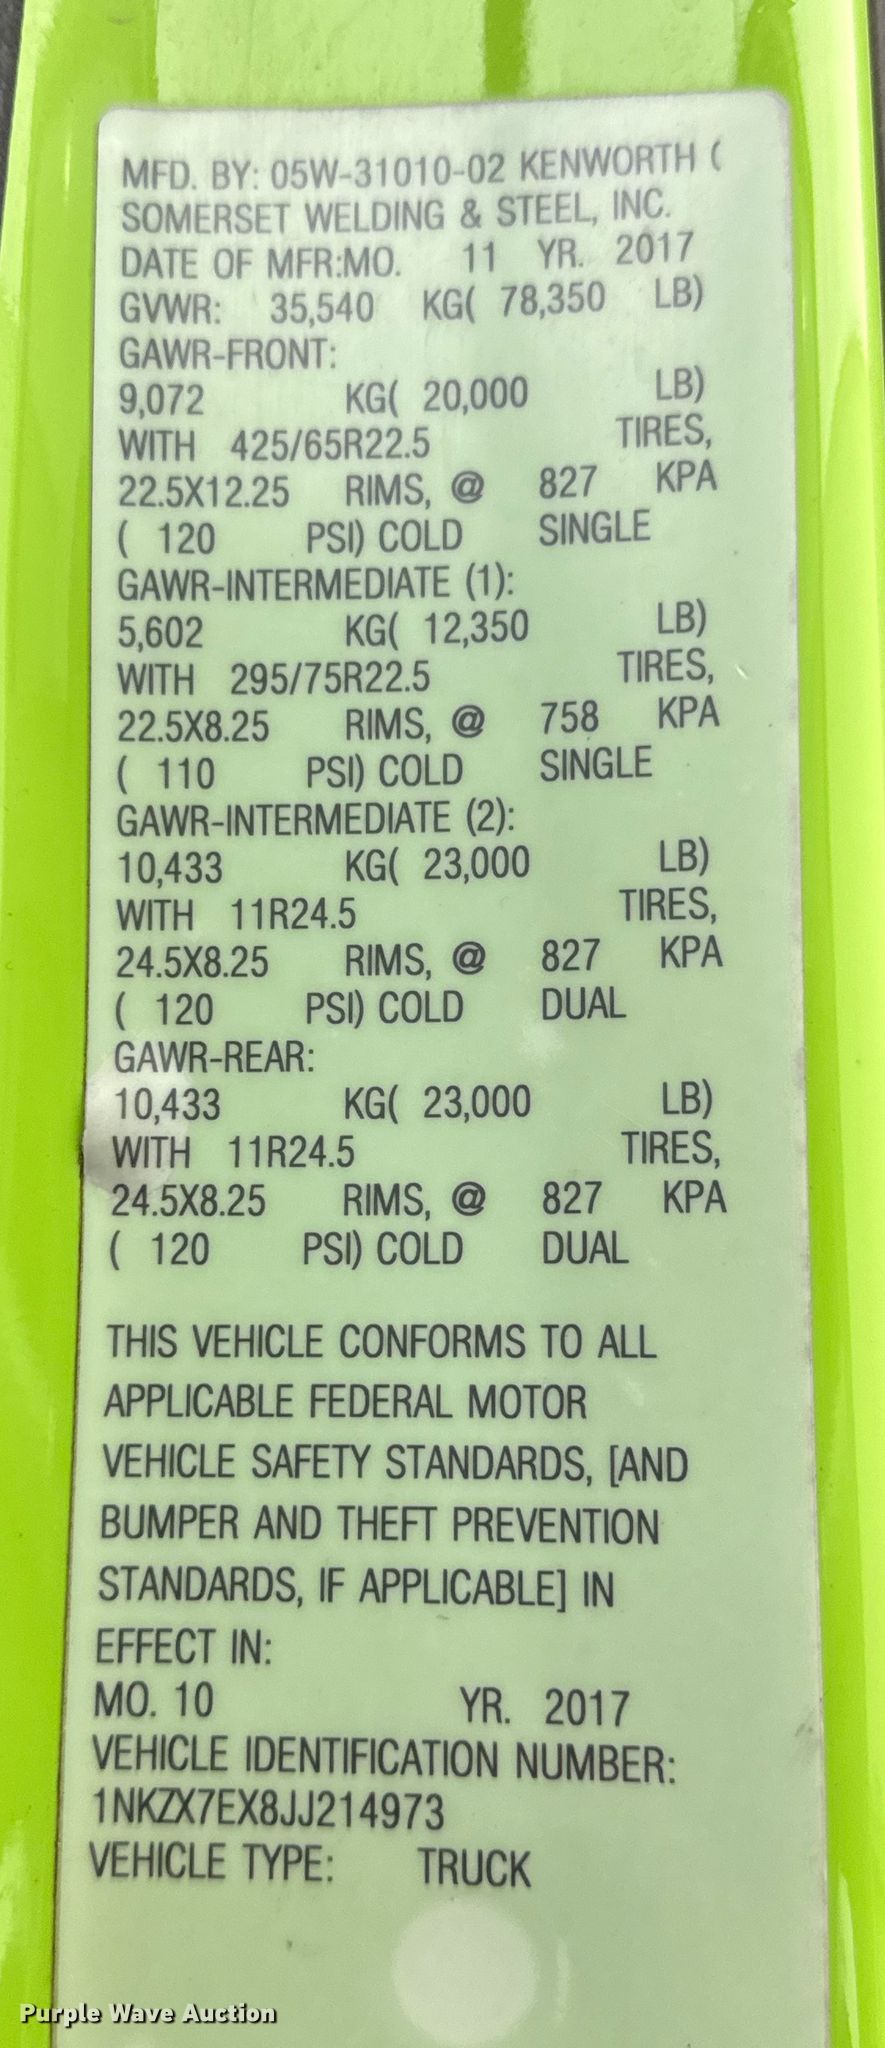 MFD. BY: 05W-31010-02 KENWORTH (
SOMERSET WELDING & STEEL, INC.
DATE OF MFR:MO. 11 YR. 2017
GVWR: 35,540 KG( 78,350 LB)
GAWR-FRONT:
9,072 KG( 20,000 LB)
WITH 425/65R22.5 TIRES,
22.5X12.25 RIMS, @ 827 KPA
( 120 PSI) COLD SINGLE
GAWR-INTERMEDIATE (1):
5,602 KG( 12,350 LB)
WITH 295/75R22.5 TIRES,
22.5X8.25 RIMS, @ 758 KPA
( 110 PSI) COLD SINGLE
GAWR-INTERMEDIATE (2):
10,433 KG( 23,000 LB)
WITH 11R24.5 TIRES,
24.5X8.25 RIMS, @ 827 KPA
( 120 PSI) COLD DUAL
GAWR-REAR:
10,433 KG( 23,000 LB)
WITH 11R24.5 TIRES,
24.5X8.25 RIMS, @ 827 KPA
( 120 PSI) COLD DUAL
THIS VEHICLE CONFORMS TO ALL
APPLICABLE FEDERAL MOTOR
VEHICLE SAFETY STANDARDS, [AND
BUMPER AND THEFT PREVENTION
STANDARDS, IF APPLICABLE] IN
EFFECT IN:
MO. 10 YR. 2017
VEHICLE IDENTIFICATION NUMBER:
1NKZX7EX8JJ214973
VEHICLE TYPE: TRUCK
Purple Wave Auction